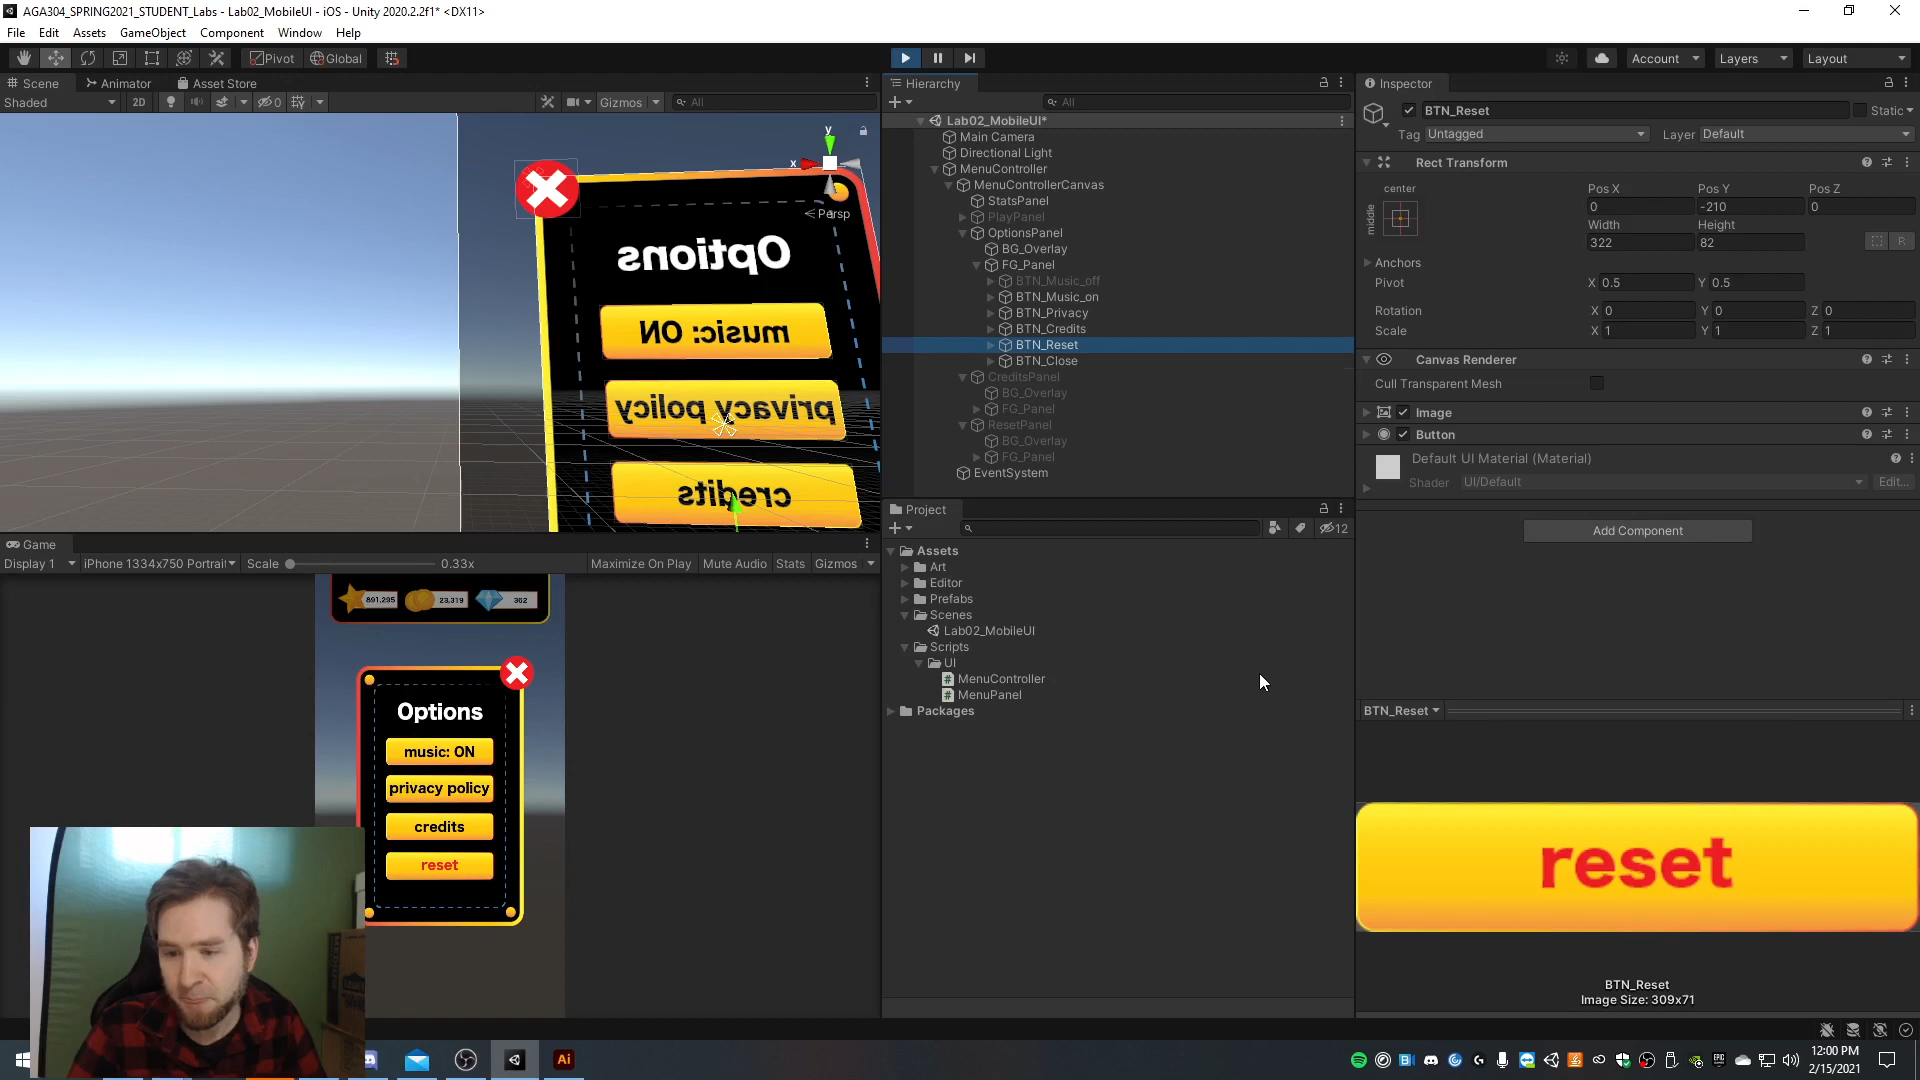 AGA304_SPRING2021_STUDENT_Labs - Lab02_MobileUI - iOS - Unity 2020.2.2f1* <DX11>
File Edit Assets GameObject Component Window Help
Pivot Global
Account Layers Layout
Scene Animator Asset Store
Shaded 2D 0 Gizmos All
y
x
Persp
Options
music: ON
privacy policy
credits
Game
Display 1 iPhone 1334x750 Portrait Scale 0.33x Maximize On Play Mute Audio Stats Gizmos
891,295 23,319 362
Options
music: ON
privacy policy
credits
reset
Hierarchy
All
Lab02_MobileUI*
Main Camera
Directional Light
MenuController
MenuControllerCanvas
StatsPanel
PlayPanel
OptionsPanel
BG_Overlay
FG_Panel
BTN_Music_off
BTN_Music_on
BTN_Privacy
BTN_Credits
BTN_Reset
BTN_Close
CreditsPanel
BG_Overlay
FG_Panel
ResetPanel
BG_Overlay
FG_Panel
EventSystem
Project
12
Assets
Art
Editor
Prefabs
Scenes
Lab02_MobileUI
Scripts
UI
MenuController
MenuPanel
Packages
Inspector
BTN_Reset Static
Tag Untagged Layer Default
Rect Transform
center Pos X Pos Y Pos Z
middle 0 -210 0
Width Height
322 82 R
Anchors
Pivot X 0.5 Y 0.5
Rotation X 0 Y 0 Z 0
Scale X 1 Y 1 Z 1
Canvas Renderer
Cull Transparent Mesh
Image
Button
Default UI Material (Material)
Shader UI/Default Edit...
Add Component
BTN_Reset
reset
BTN_Reset
Image Size: 309x71
Ai
12:00 PM
2/15/2021